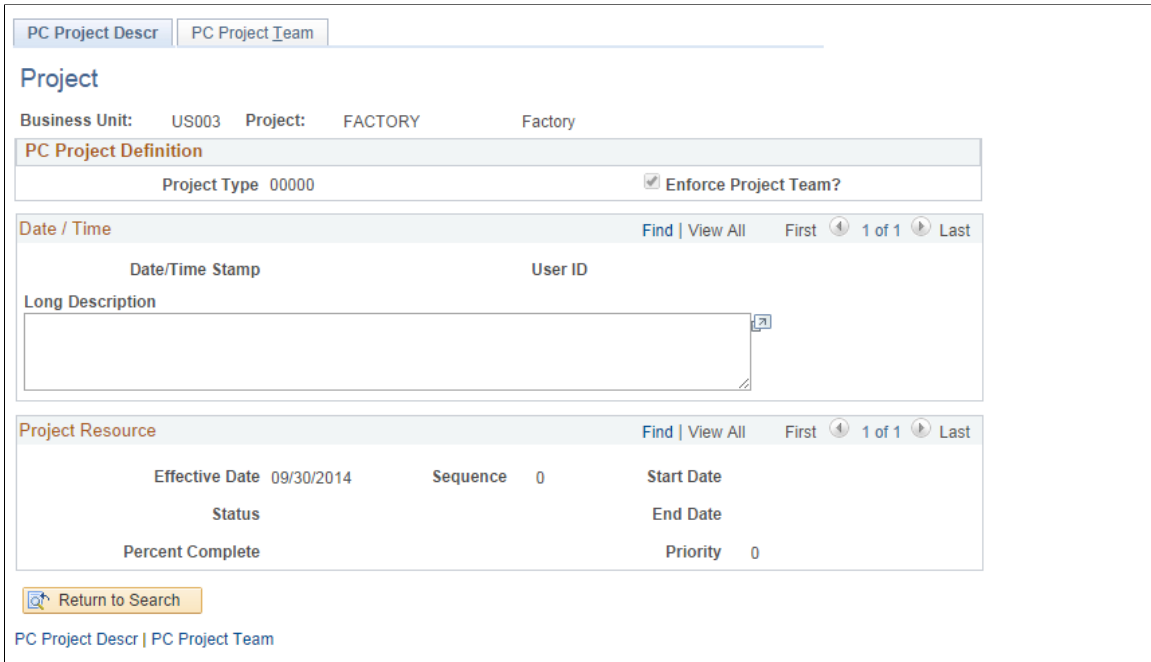 PC Project Descr PC Project Team
Project
Business Unit: US003 Project: FACTORY Factory
PC Project Definition
Project Type 00000 Enforce Project Team?
Date / Time Find | View All First 1 of 1 Last
Date/Time Stamp User ID
Long Description
Project Resource Find | View All First 1 of 1 Last
Effective Date 09/30/2014 Sequence 0 Start Date
Status End Date
Percent Complete Priority 0
Return to Search
PC Project Descr | PC Project Team